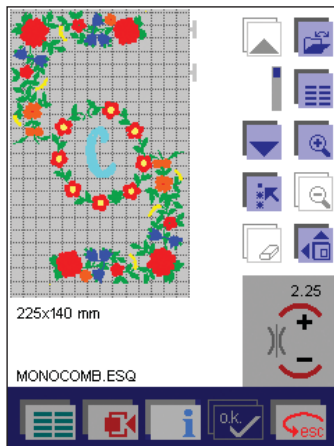 C
2.25
+
225x140 mm
−
MONOCOMB.ESQ
i
o.k.
esc